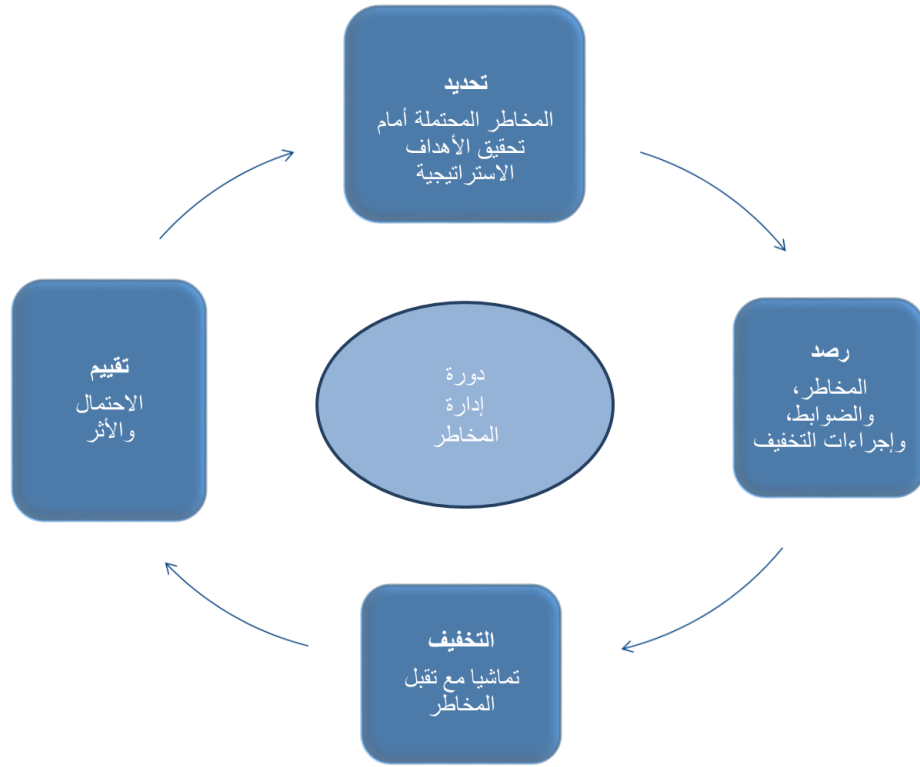 تحديد
المخاطر المحتملة أمام
تحقيق الأهداف
الاستراتيجية
رصد
المخاطر،
والضوابط،
وإجراءات التخفيف
التخفيف
تماشيا مع تقبل
المخاطر
تقييم
الاحتمال
والأثر
دورة
إدارة
المخاطر